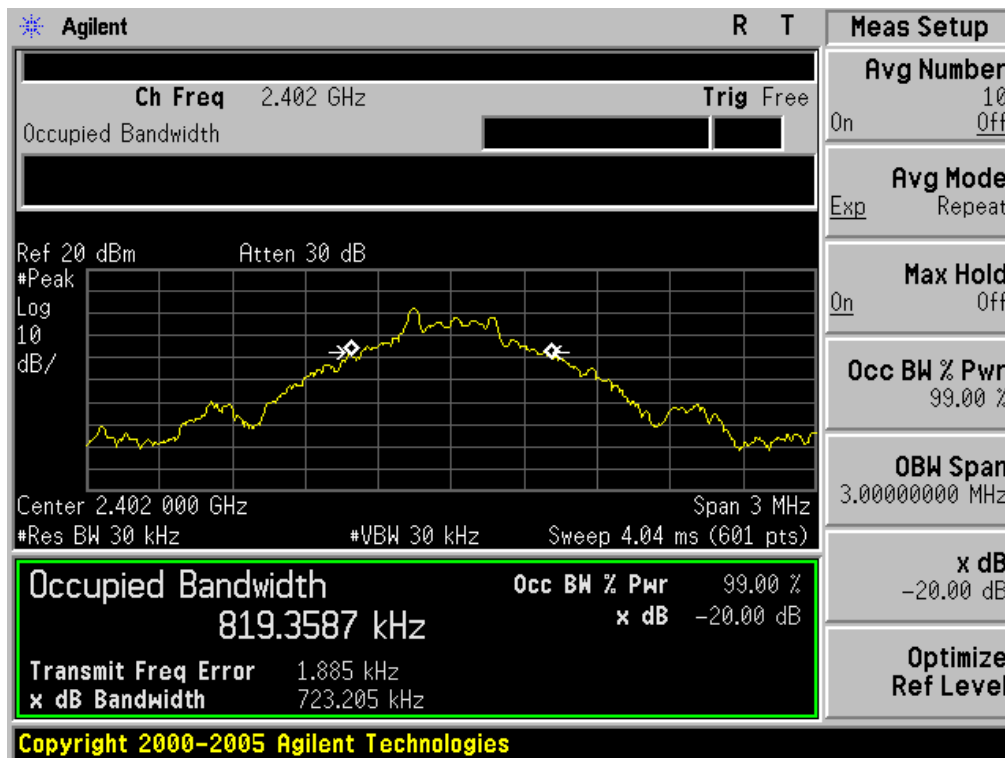 Agilent R T
Ch Freq 2.402 GHz Trig Free
Occupied Bandwidth
Ref 20 dBm Atten 30 dB
#Peak
Log
10
dB/
Center 2.402 000 GHz Span 3 MHz
#Res BW 30 kHz #VBW 30 kHz Sweep 4.04 ms (601 pts)
Occupied Bandwidth Occ BW % Pwr 99.00 %
819.3587 kHz x dB -20.00 dB
Transmit Freq Error 1.885 kHz
x dB Bandwidth 723.205 kHz
Copyright 2000-2005 Agilent Technologies
Meas Setup
Avg Number
10
On Off
Avg Mode
Exp Repeat
Max Hold
On Off
Occ BW % Pwr
99.00 %
OBW Span
3.00000000 MHz
x dB
-20.00 dB
Optimize
Ref Level